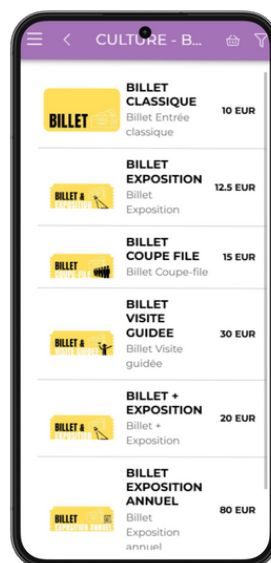 CULTURE - B...
BILLET
BILLET
CLASSIQUE
Billet Entrée
classique
10 EUR
BILLET &
EXPOSITION
BILLET
EXPOSITION
Billet
Exposition
12.5 EUR
BILLET
COUPE-FILE
BILLET
COUPE FILE
Billet Coupe-file
15 EUR
BILLET &
VISITE GUIDEE
BILLET
VISITE
GUIDEE
Billet Visite
guidée
30 EUR
BILLET &
EXPOSITION
BILLET +
EXPOSITION
Billet +
Exposition
20 EUR
BILLET
EXPOSITION ANNUEL
BILLET
EXPOSITION
ANNUEL
Billet
Exposition
annuel
80 EUR